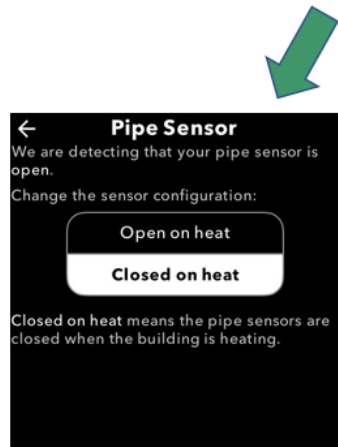 Pipe Sensor
We are detecting that your pipe sensor is
open.
Change the sensor configuration:
Open on heat
Closed on heat
Closed on heat means the pipe sensors are
closed when the building is heating.